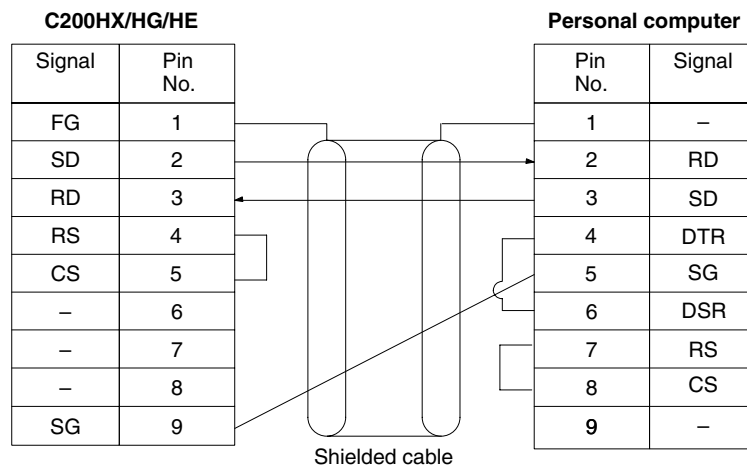 C200HX/HG/HE Personal computer
Signal Pin No. Pin No. Signal
FG 1 1 –
SD 2 2 RD
RD 3 3 SD
RS 4 4 DTR
CS 5 5 SG
– 6 6 DSR
– 7 7 RS
– 8 8 CS
SG 9 9 –
Shielded cable